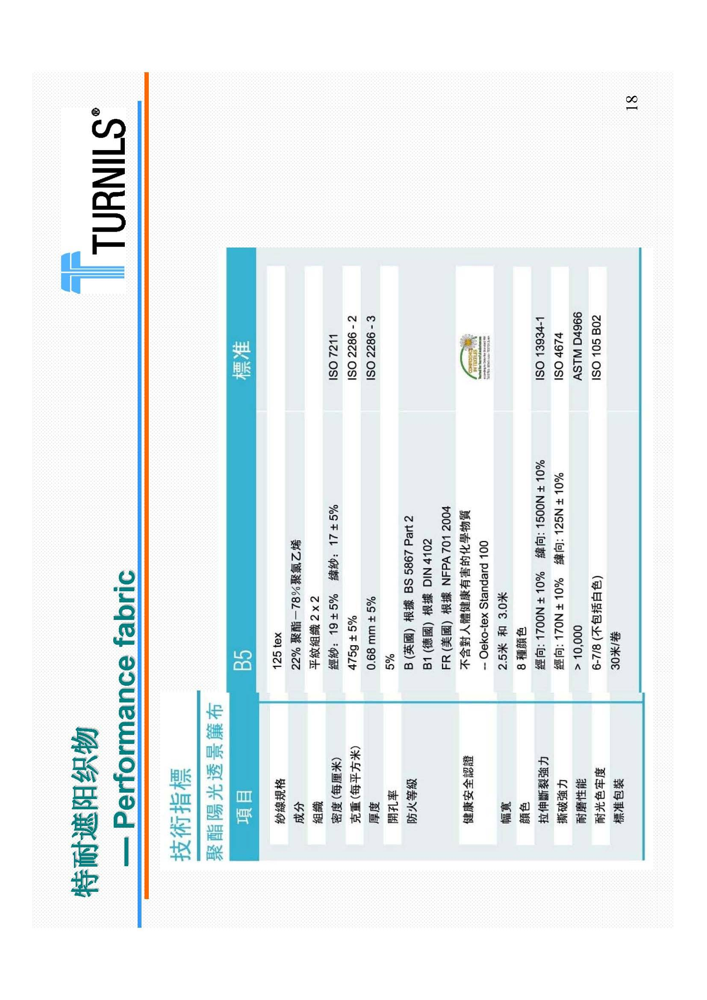 特耐遮阳织物
— Performance fabric
TURNILS®
技術指標
聚酯陽光透景簾布
項目 B5 標准
紗線規格 125 tex
成分 22% 聚酯－78%聚氯乙烯
組織 平紋組織 2 x 2
密度(每厘米) 經紗: 19 ± 5% 緯紗: 17 ± 5% ISO 7211
克重(每平方米) 475g ± 5% ISO 2286 - 2
厚度 0.68 mm ± 5% ISO 2286 - 3
開孔率 5%
防火等級 B (英國) 根據 BS 5867 Part 2
B1 (德國) 根據 DIN 4102
FR (美國) 根據 NFPA 701 2004
健康安全認證 不含對人體健康有害的化學物質
-- Oeko-tex Standard 100
CONFIDENCE
IN TEXTILES
Tested for harmful substances
幅寬 2.5米 和 3.0米
顔色 8 種顔色
拉伸斷裂強力 經向: 1700N ± 10% 緯向: 1500N ± 10% ISO 13934-1
撕破強力 經向: 170N ± 10% 緯向: 125N ± 10% ISO 4674
耐磨性能 > 10,000 ASTM D4966
耐光色牢度 6-7/8 (不包括白色) ISO 105 B02
標准包裝 30米/卷
18